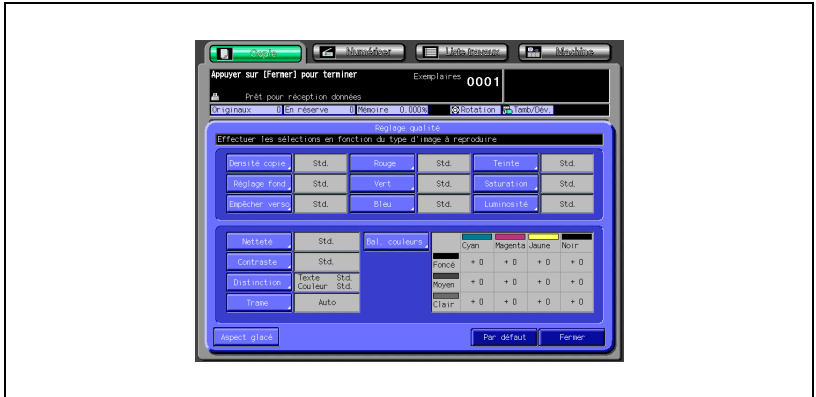 Copie Numériser Liste travaux Machine
Appuyer sur [Fermer] pour terminer Exemplaires 0001
Prêt pour réception données
Originaux 0 En réserve 0 Mémoire 0.000% Rotation Tamb/Dév.
Réglage qualité
Effectuer les sélections en fonction du type d'image à reproduire
Densité copie Std. Rouge Std. Teinte Std.
Réglage fond Std. Vert Std. Saturation Std.
Empêcher verso Std. Bleu Std. Luminosité Std.
Netteté Std. Bal. couleurs Cyan Magenta Jaune Noir
Contraste Std. Foncé + 0 + 0 + 0 + 0
Distinction Texte Std. Couleur Std. Moyen + 0 + 0 + 0 + 0
Trame Auto Clair + 0 + 0 + 0 + 0
Aspect glacé Par défaut Fermer